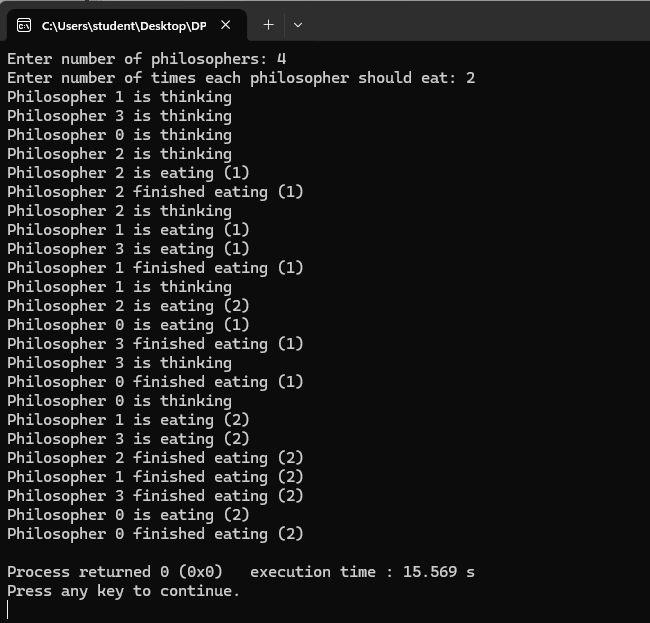 C:\Users\student\Desktop\DP
Enter number of philosophers: 4
Enter number of times each philosopher should eat: 2
Philosopher 1 is thinking
Philosopher 3 is thinking
Philosopher 0 is thinking
Philosopher 2 is thinking
Philosopher 2 is eating (1)
Philosopher 2 finished eating (1)
Philosopher 2 is thinking
Philosopher 1 is eating (1)
Philosopher 3 is eating (1)
Philosopher 1 finished eating (1)
Philosopher 1 is thinking
Philosopher 2 is eating (2)
Philosopher 0 is eating (1)
Philosopher 3 finished eating (1)
Philosopher 3 is thinking
Philosopher 0 finished eating (1)
Philosopher 0 is thinking
Philosopher 1 is eating (2)
Philosopher 3 is eating (2)
Philosopher 2 finished eating (2)
Philosopher 1 finished eating (2)
Philosopher 3 finished eating (2)
Philosopher 0 is eating (2)
Philosopher 0 finished eating (2)
Process returned 0 (0x0)   execution time : 15.569 s
Press any key to continue.